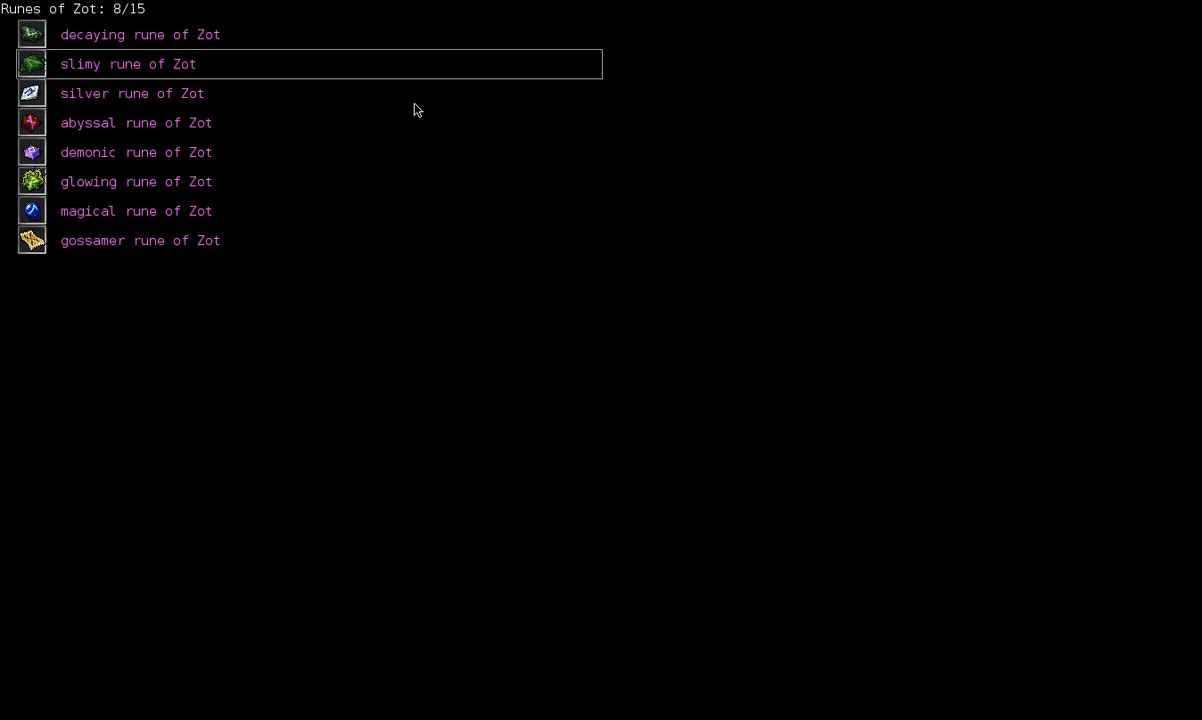 Runes of Zot: 8/15
decaying rune of Zot
slimy rune of Zot
silver rune of Zot
abyssal rune of Zot
demonic rune of Zot
glowing rune of Zot
magical rune of Zot
gossamer rune of Zot